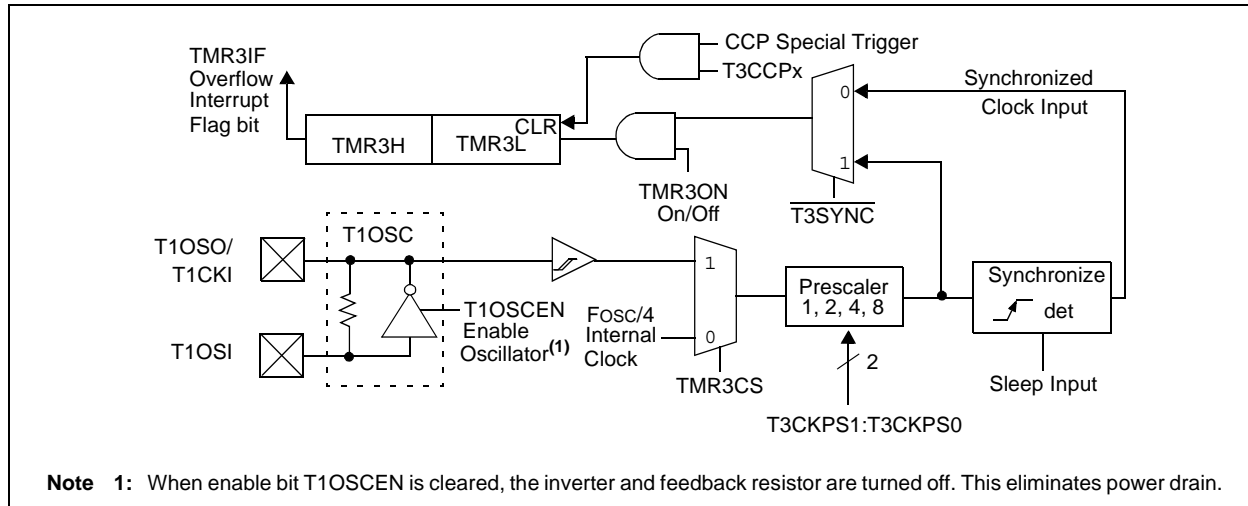 CCP Special Trigger
T3CCPx
TMR3IF
Overflow
Interrupt
Flag bit
TMR3H
TMR3L
CLR
0
1
Synchronized
Clock Input
TMR3ON
On/Off
T3SYNC
T1OSO/
T1CKI
T1OSC
T1OSCEN
Enable
Oscillator(1)
T1OSI
FOSC/4
Internal
Clock
1
0
TMR3CS
Prescaler
1, 2, 4, 8
2
T3CKPS1:T3CKPS0
Synchronize
det
Sleep Input
Note 1: When enable bit T1OSCEN is cleared, the inverter and feedback resistor are turned off. This eliminates power drain.